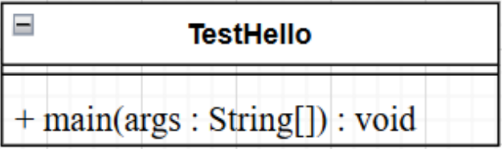 TestHello
+ main(args : String[]) : void